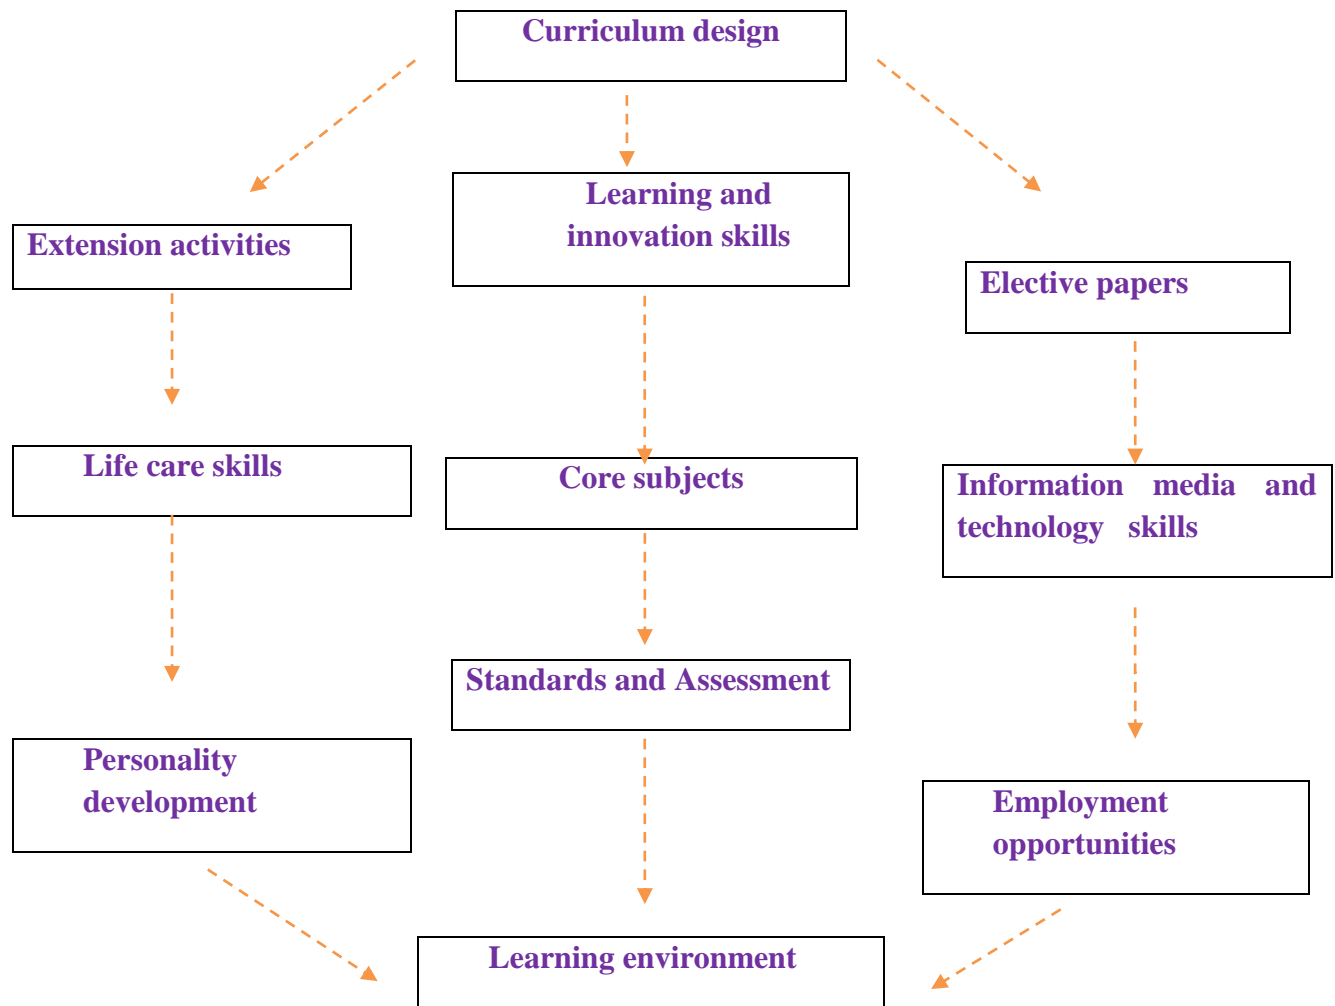 Curriculum design
Learning and
innovation skills
Extension activities
Elective papers
Life care skills
Core subjects
Information media and
technology skills
Standards and Assessment
Personality
development
Employment
opportunities
Learning environment